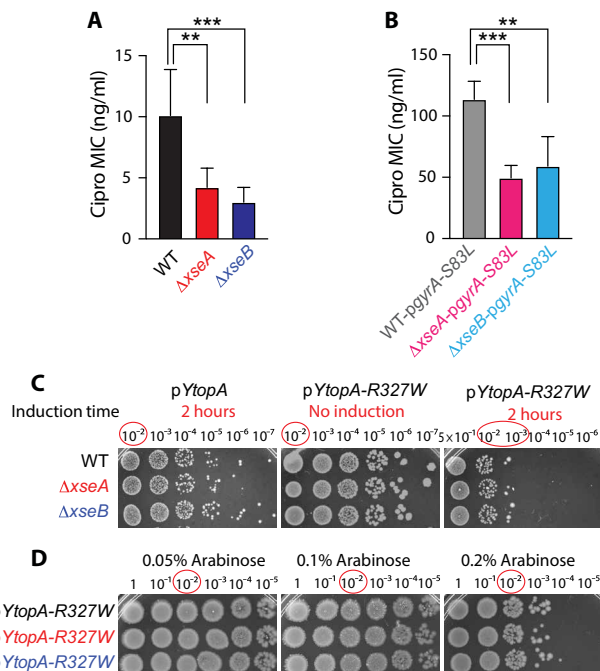 A
B
***
**
**
***
Cipro MIC (ng/ml)
15
10
5
0
WT
ΔxseA
ΔxseB
Cipro MIC (ng/ml)
150
100
50
0
WT-pgyrA-S83L
ΔxseA-pgyrA-S83L
ΔxseB-pgyrA-S83L
C
pYtopA
pYtopA-R327W
pYtopA-R327W
Induction time
2 hours
No induction
2 hours
10⁻² 10⁻³ 10⁻⁴ 10⁻⁵ 10⁻⁶ 10⁻⁷
10⁻² 10⁻³ 10⁻⁴ 10⁻⁵ 10⁻⁶ 10⁻⁷
5 × 10⁻¹ 10⁻² 10⁻³ 10⁻⁴ 10⁻⁵ 10⁻⁶
WT
ΔxseA
ΔxseB
D
0.05% Arabinose
0.1% Arabinose
0.2% Arabinose
1 10⁻¹ 10⁻² 10⁻³ 10⁻⁴ 10⁻⁵
1 10⁻¹ 10⁻² 10⁻³ 10⁻⁴ 10⁻⁵
1 10⁻¹ 10⁻² 10⁻³ 10⁻⁴ 10⁻⁵
YtopA-R327W
YtopA-R327W
YtopA-R327W